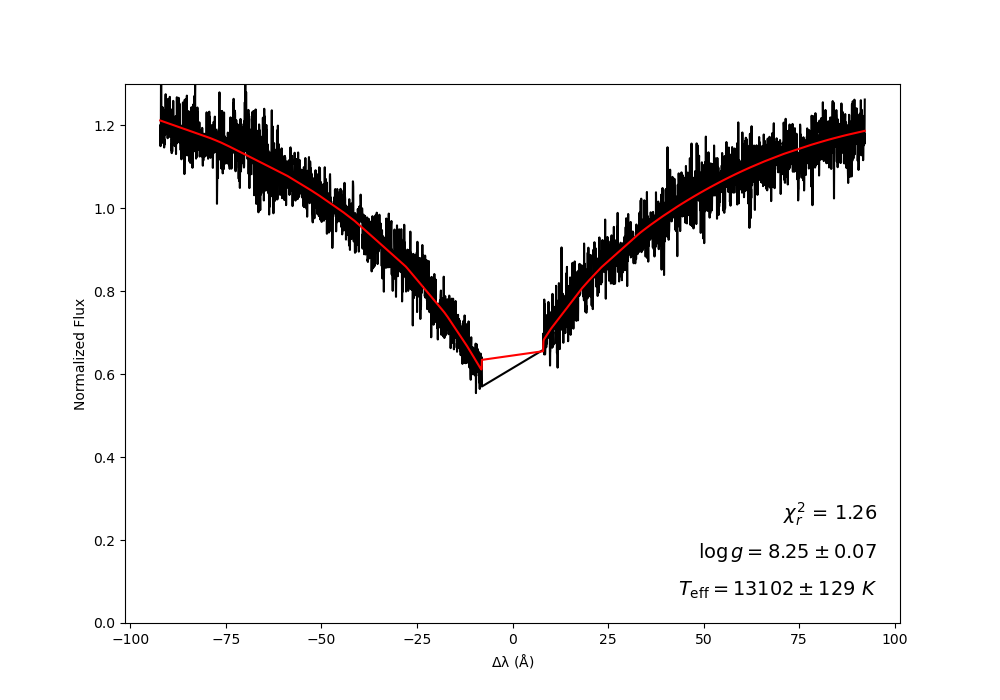 1.2
1.0
0.8
0.6
0.4
0.2
0.0
Normalized Flux
χ²ᵣ = 1.26
log g = 8.25 ± 0.07
T_eff = 13102 ± 129 K
−100 −75 −50 −25 0 25 50 75 100
Δλ (Å)